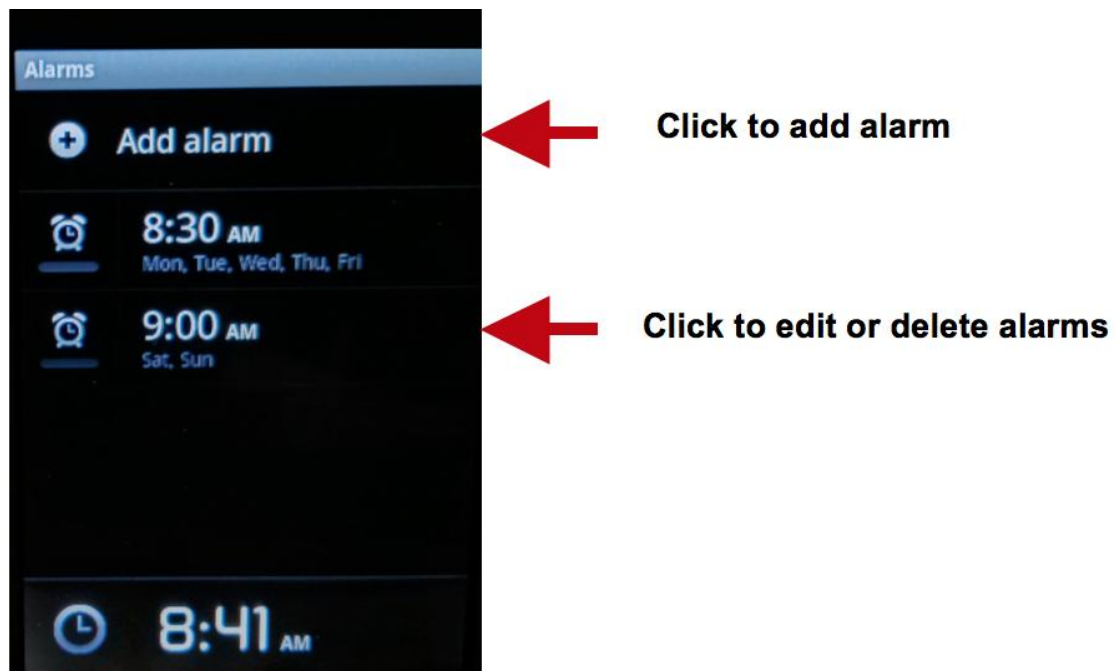 Alarms
Add alarm
Click to add alarm
8:30 AM
Mon, Tue, Wed, Thu, Fri
9:00 AM
Sat, Sun
Click to edit or delete alarms
8:41 AM